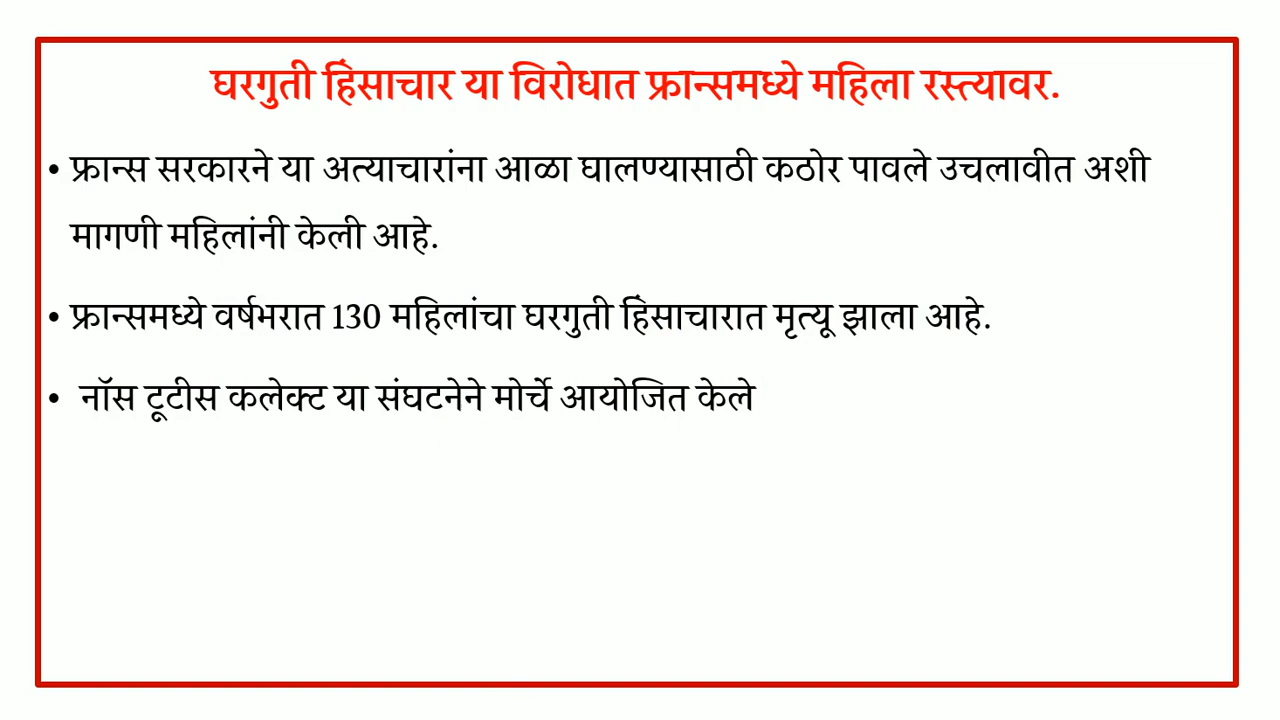 घरगुती हिंसाचार या विरोधात फ्रान्समध्ये महिला रस्त्यावर.
• फ्रान्स सरकारने या अत्याचारांना आळा घालण्यासाठी कठोर पावले उचलावीत अशी
मागणी महिलांनी केली आहे.
• फ्रान्समध्ये वर्षभरात 130 महिलांचा घरगुती हिंसाचारात मृत्यू झाला आहे.
• नॉस टूटीस कलेक्ट या संघटनेने मोर्चे आयोजित केले